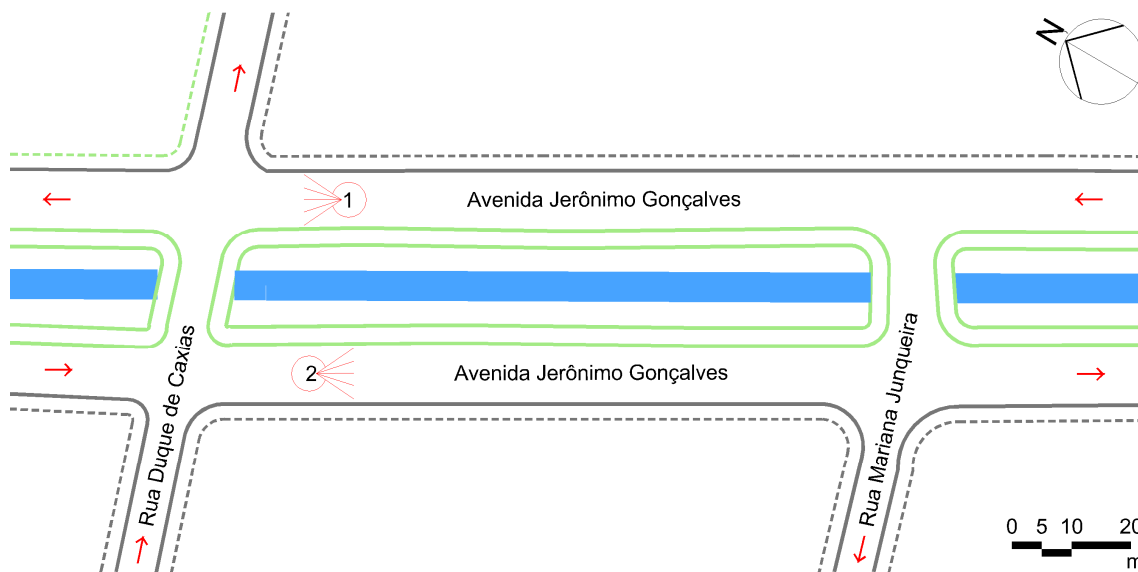 N
1
Avenida Jerônimo Gonçalves
2
Avenida Jerônimo Gonçalves
Rua Duque de Caxias
Rua Mariana Junqueira
0 5 10 20
m